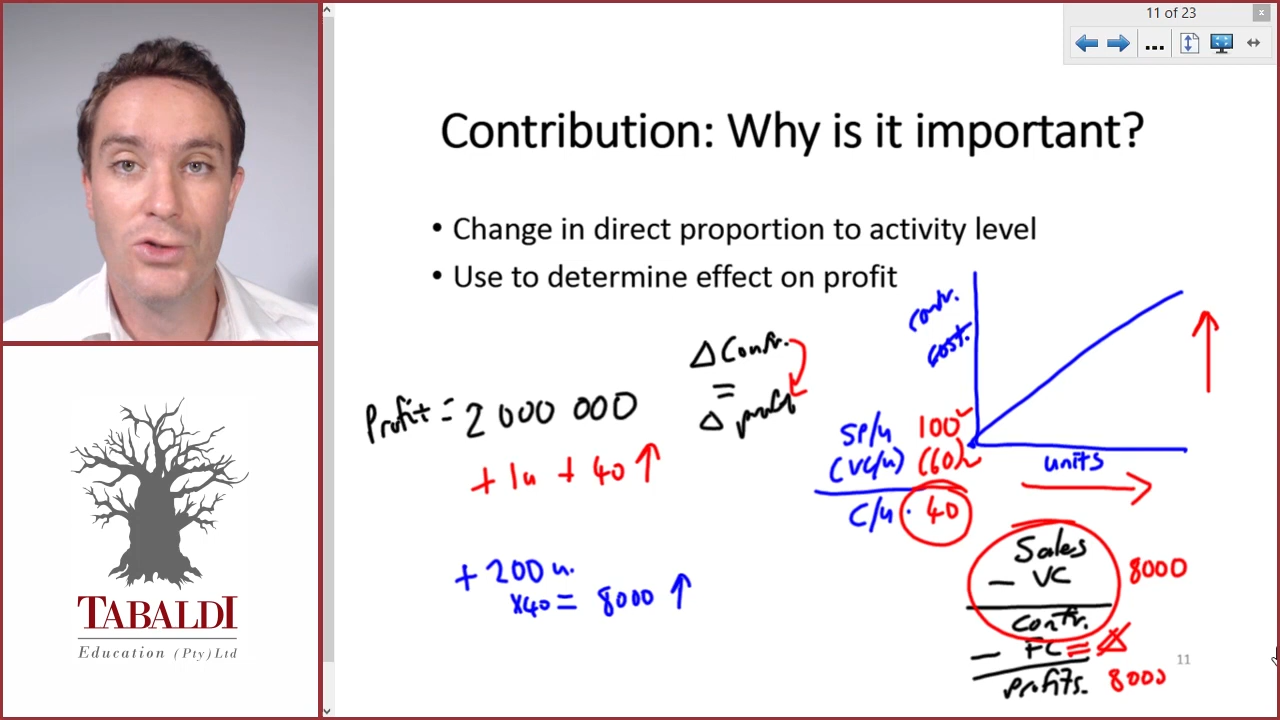 11 of 23
Contribution: Why is it important?
• Change in direct proportion to activity level
• Use to determine effect on profit
contr.
cost.
Δ Contr.
=
Δ profit
Profit = 2 000 000
+ 1u + 40 ↑
SP/u 100
(VC/u) (60)
C/u . 40
units
+ 200 u.
x40 = 8000 ↑
Sales
- VC 8000
Contr.
- FC = Δ
Profits. 8000
11
TABALDI
Education (Pty) Ltd